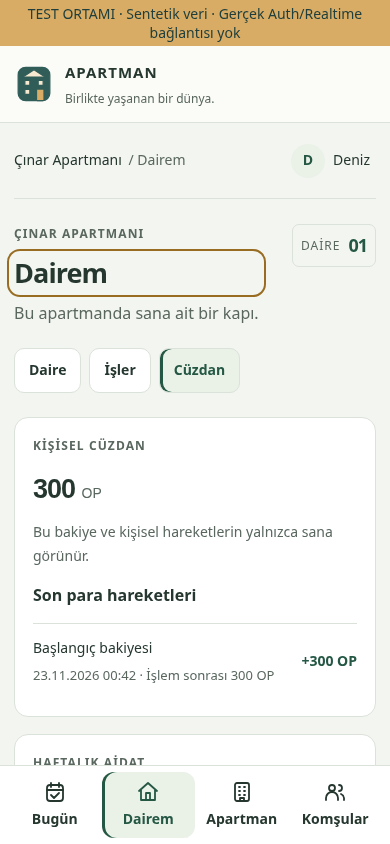 TEST ORTAMI · Sentetik veri · Gerçek Auth/Realtime
bağlantısı yok
APARTMAN
Birlikte yaşanan bir dünya.
Çınar Apartmanı / Dairem
D Deniz
ÇINAR APARTMANI
DAİRE 01
Dairem
Bu apartmanda sana ait bir kapı.
Daire İşler Cüzdan
KİŞİSEL CÜZDAN
300 OP
Bu bakiye ve kişisel hareketlerin yalnızca sana
görünür.
Son para hareketleri
Başlangıç bakiyesi
+300 OP
23.11.2026 00:42 · İşlem sonrası 300 OP
HAFTALIK AİDAT
Bugün Dairem Apartman Komşular